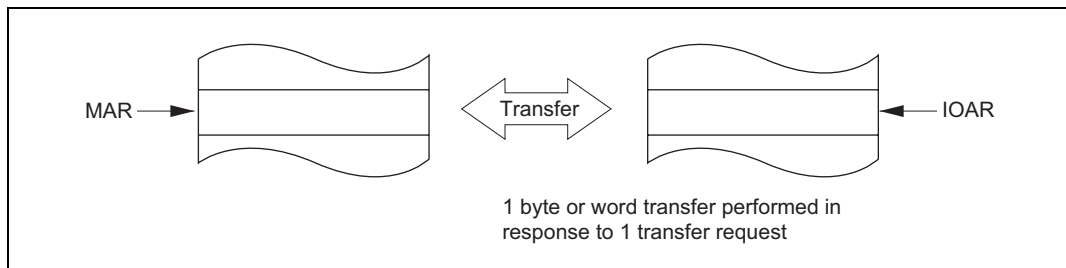 MAR
Transfer
IOAR
1 byte or word transfer performed in
response to 1 transfer request